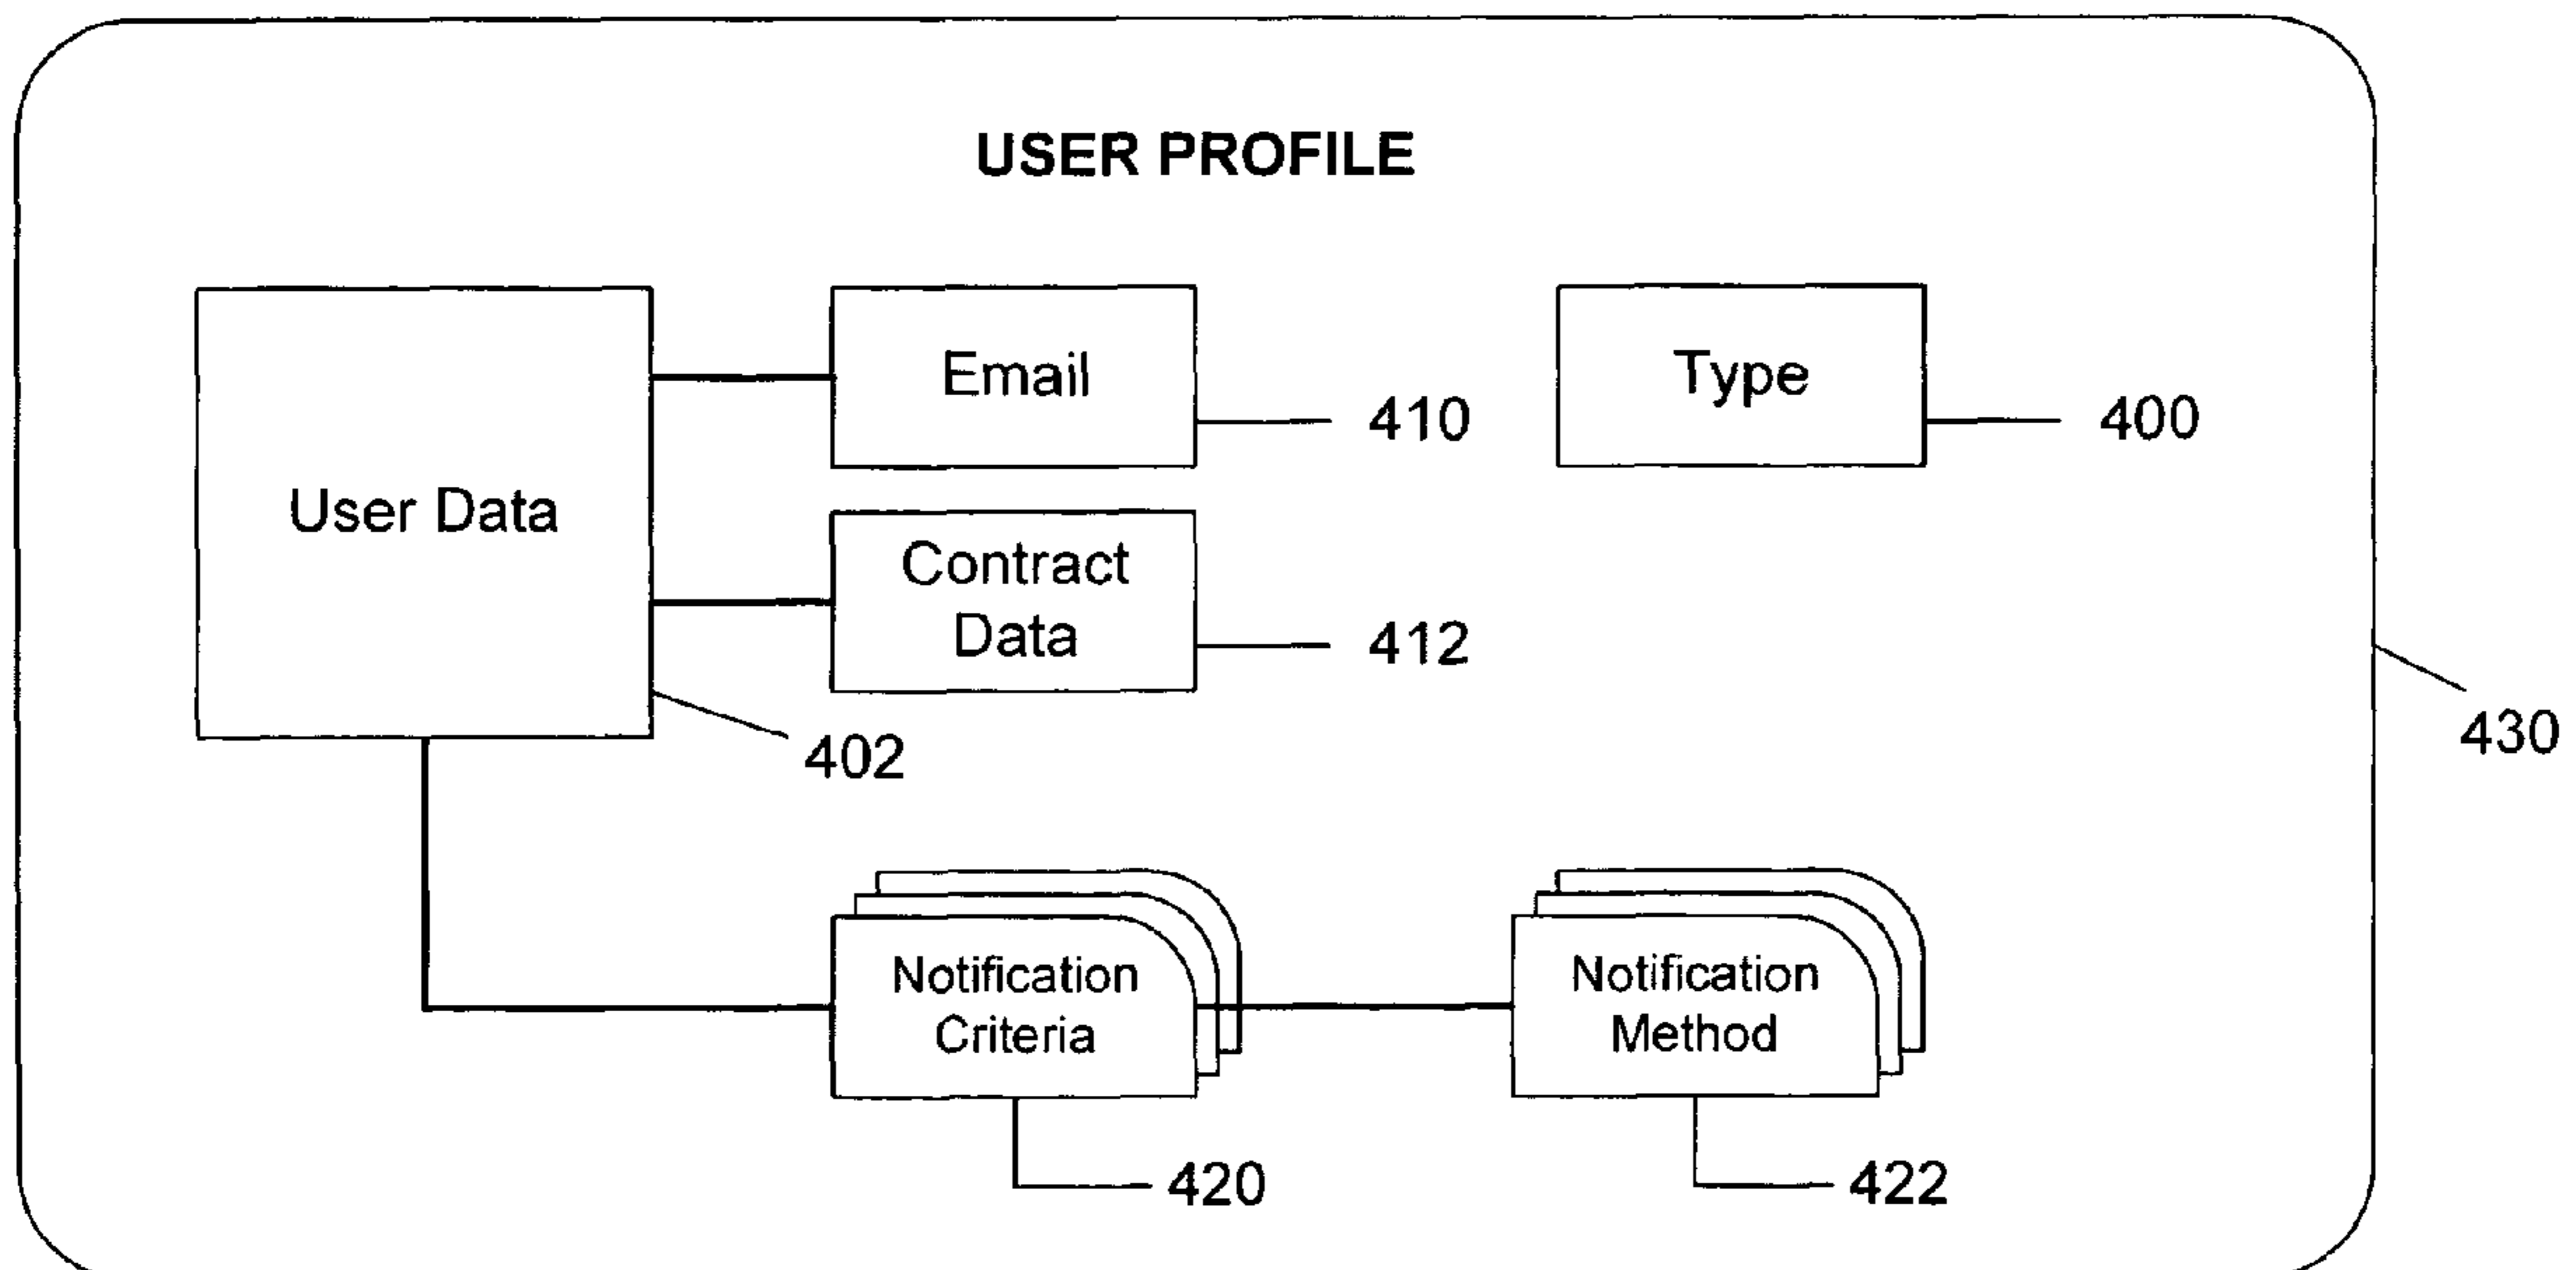 USER PROFILE
User Data
Email
410
Type
400
Contract
Data
412
402
430
Notification
Criteria
420
Notification
Method
422